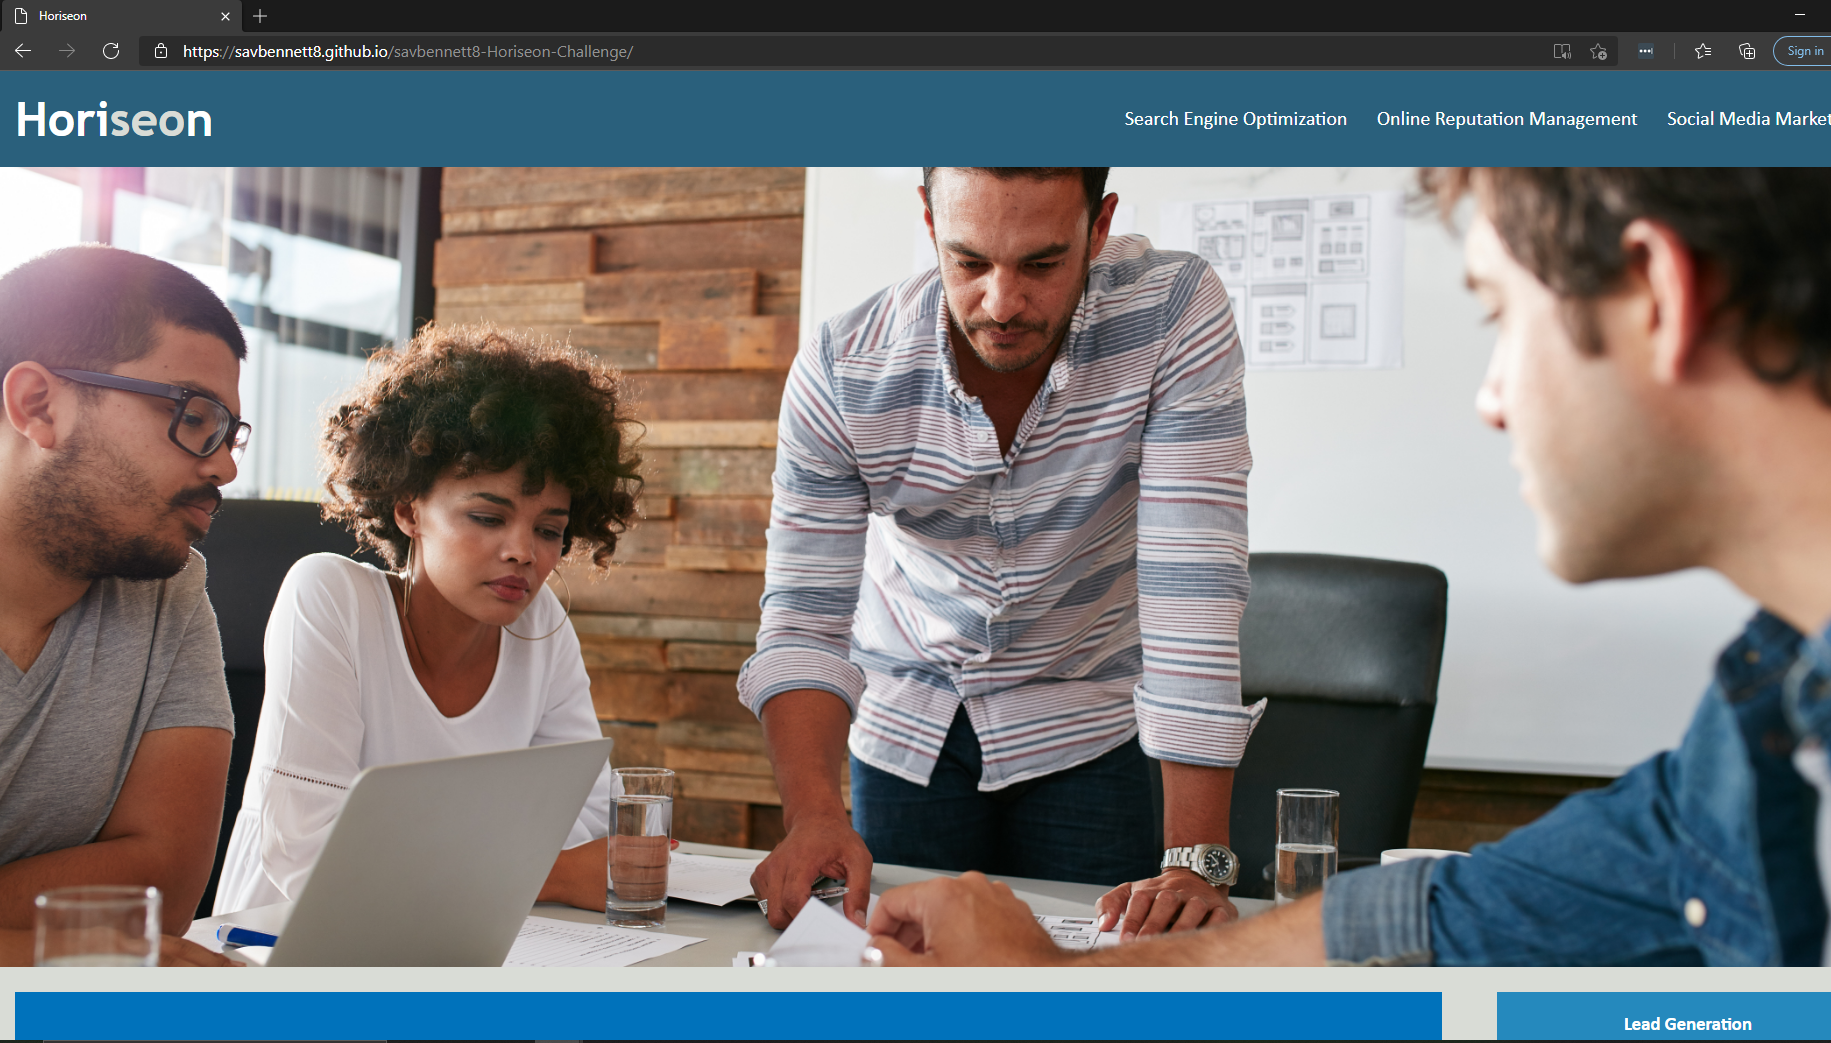 Horiseon
https://savbennett8.github.io/savbennett8-Horiseon-Challenge/
Sign in
Horiseon
Search Engine Optimization Online Reputation Management Social Media Market
Lead Generation